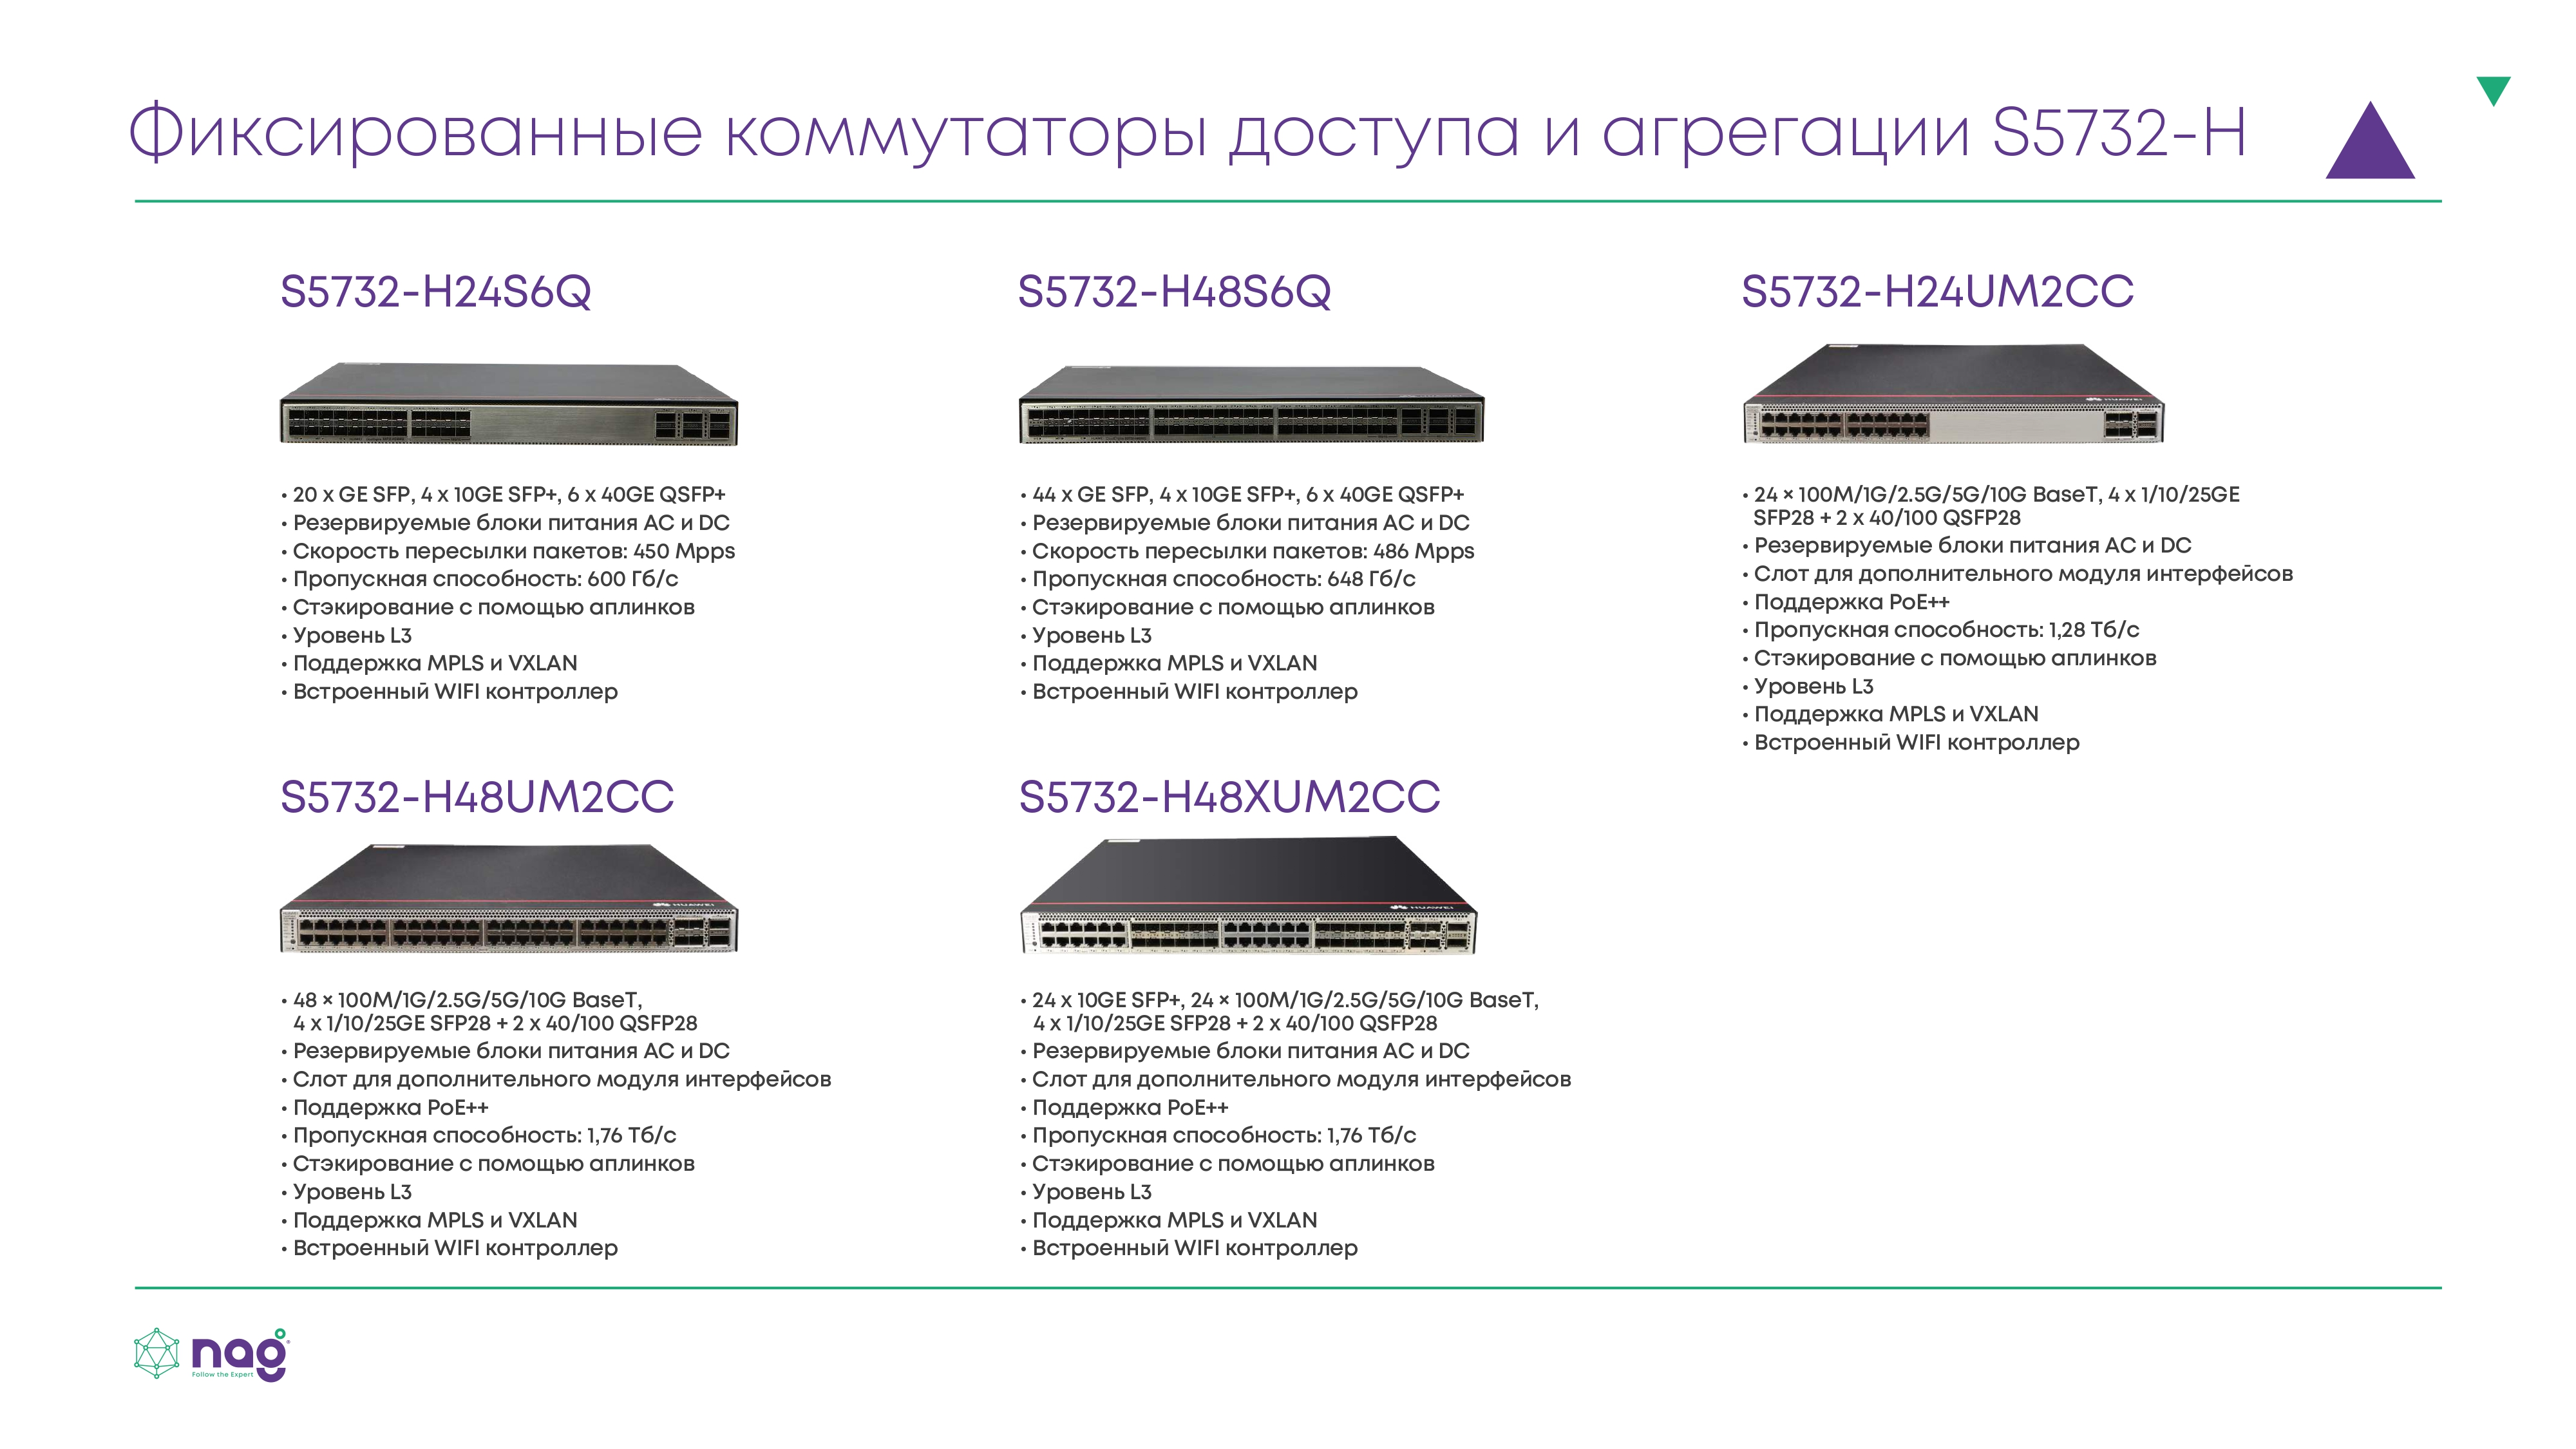 Фиксированные коммутаторы доступа и агрегации S5732-H
S5732-H24S6Q
• 20 x GE SFP, 4 x 10GE SFP+, 6 x 40GE QSFP+
• Резервируемые блоки питания AC и DC
• Скорость пересылки пакетов: 450 Mpps
• Пропускная способность: 600 Гб/с
• Стэкирование с помощью аплинков
• Уровень L3
• Поддержка MPLS и VXLAN
• Встроенный WIFI контроллер
S5732-H48S6Q
• 44 x GE SFP, 4 x 10GE SFP+, 6 x 40GE QSFP+
• Резервируемые блоки питания AC и DC
• Скорость пересылки пакетов: 486 Mpps
• Пропускная способность: 648 Гб/с
• Стэкирование с помощью аплинков
• Уровень L3
• Поддержка MPLS и VXLAN
• Встроенный WIFI контроллер
S5732-H24UM2CC
HUAWEI
• 24 × 100M/1G/2.5G/5G/10G BaseT, 4 x 1/10/25GE
SFP28 + 2 x 40/100 QSFP28
• Резервируемые блоки питания AC и DC
• Слот для дополнительного модуля интерфейсов
• Поддержка PoE++
• Пропускная способность: 1,28 Тб/с
• Стэкирование с помощью аплинков
• Уровень L3
• Поддержка MPLS и VXLAN
• Встроенный WIFI контроллер
S5732-H48UM2CC
HUAWEI
• 48 × 100M/1G/2.5G/5G/10G BaseT,
4 x 1/10/25GE SFP28 + 2 x 40/100 QSFP28
• Резервируемые блоки питания AC и DC
• Слот для дополнительного модуля интерфейсов
• Поддержка PoE++
• Пропускная способность: 1,76 Тб/с
• Стэкирование с помощью аплинков
• Уровень L3
• Поддержка MPLS и VXLAN
• Встроенный WIFI контроллер
S5732-H48XUM2CC
HUAWEI
• 24 x 10GE SFP+, 24 × 100M/1G/2.5G/5G/10G BaseT,
4 x 1/10/25GE SFP28 + 2 x 40/100 QSFP28
• Резервируемые блоки питания AC и DC
• Слот для дополнительного модуля интерфейсов
• Поддержка PoE++
• Пропускная способность: 1,76 Тб/с
• Стэкирование с помощью аплинков
• Уровень L3
• Поддержка MPLS и VXLAN
• Встроенный WIFI контроллер
nag
Follow the Expert